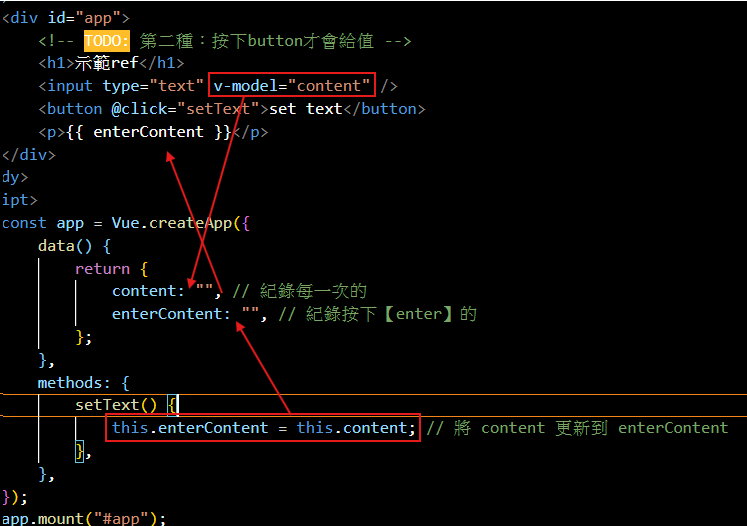 <div id="app">
<!-- TODO: 第二種：按下button才會給值 -->
<h1>示範ref</h1>
<input type="text" v-model="content" />
<button @click="setText">set text</button>
<p>{{ enterContent }}</p>
</div>
dy>
ipt>
const app = Vue.createApp({
data() {
return {
content: "", // 紀錄每一次的
enterContent: "", // 紀錄按下【enter】的
};
},
methods: {
setText() {
this.enterContent = this.content; // 將 content 更新到 enterContent
},
},
});
app.mount("#app");